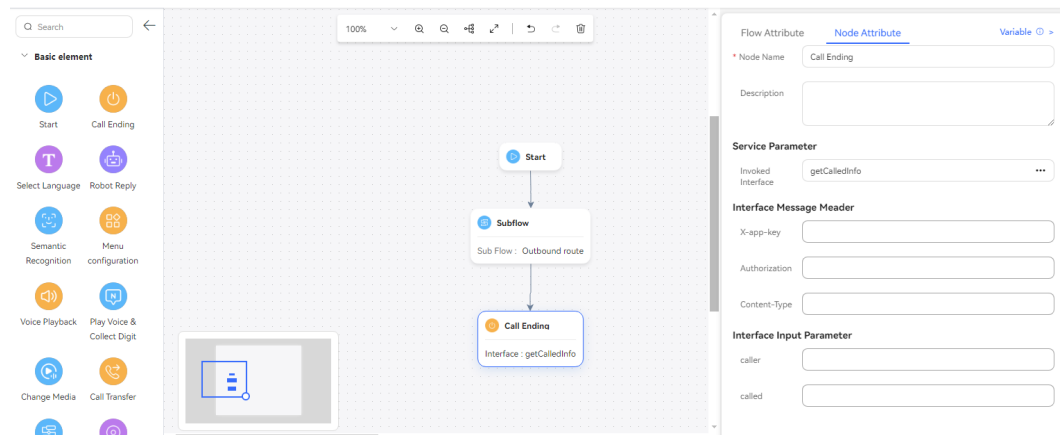 Search
Basic element
Start
Call Ending
T
Select Language
Robot Reply
Semantic
Recognition
Menu
configuration
Voice Playback
N
Play Voice &
Collect Digit
Change Media
Call Transfer
100%
Start
Subflow
Sub Flow : Outbound route
Call Ending
Interface : getCalledInfo
Flow Attribute
Node Attribute
Variable ⓘ >
* Node Name
Call Ending
Description
Service Parameter
Invoked
Interface
getCalledInfo
•••
Interface Message Meader
X-app-key
Authorization
Content-Type
Interface Input Parameter
caller
called